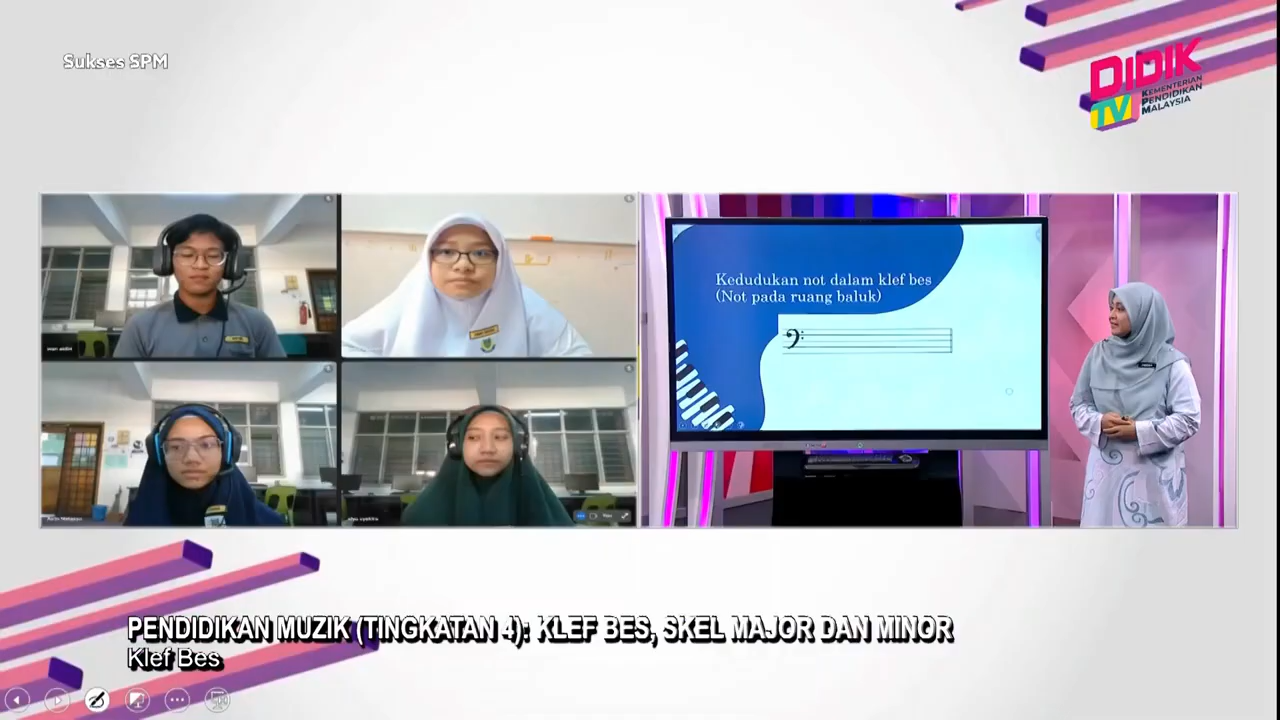 Sukses SPM
DIDIK
TV
KEMENTERIAN
PENDIDIKAN
MALAYSIA
Kedudukan not dalam klef bes
(Not pada ruang baluk)
PENDIDIKAN MUZIK (TINGKATAN 4): KLEF BES, SKEL MAJOR DAN MINOR
Klef Bes